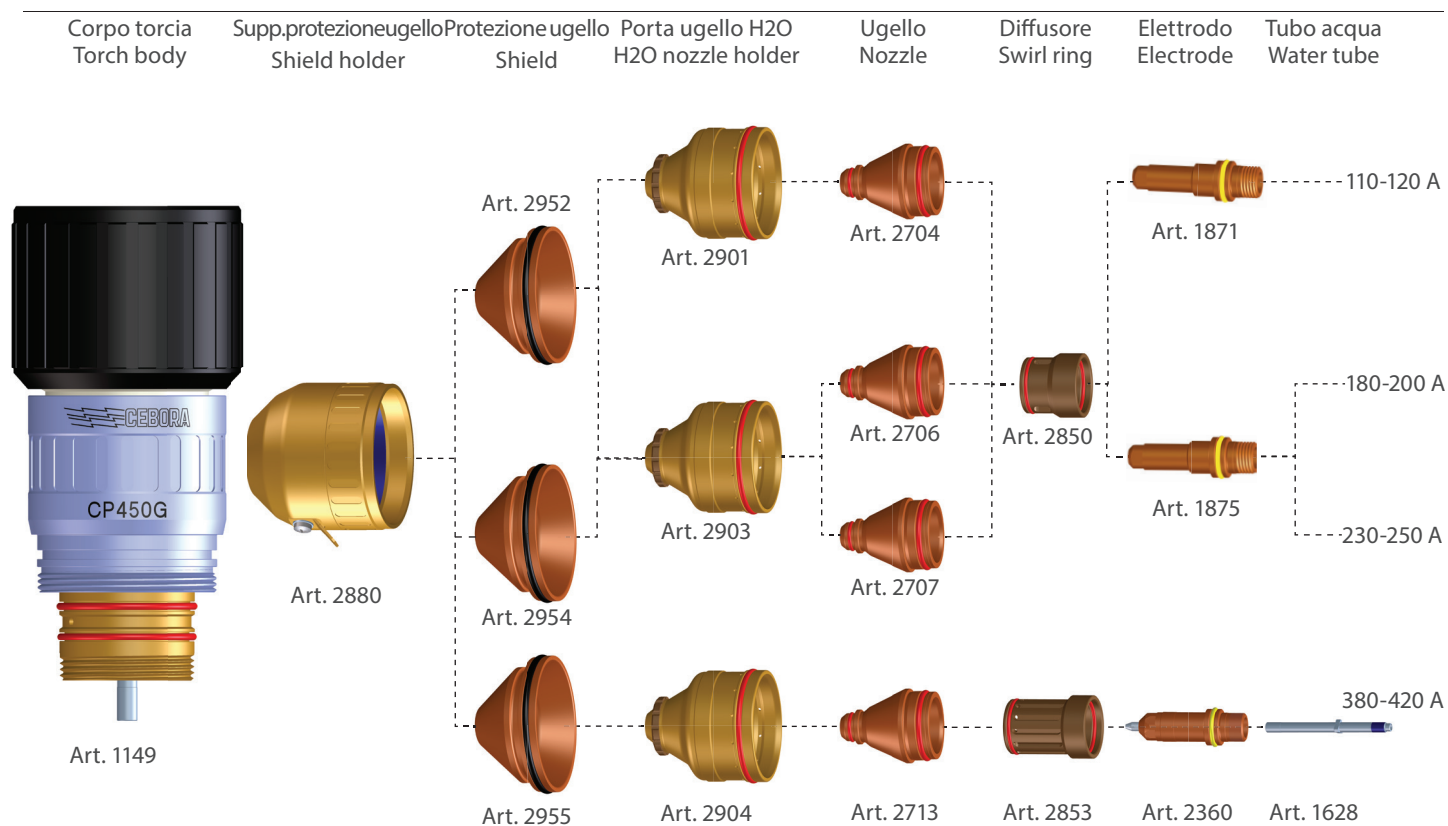 Corpo torcia
Torch body
Supp.protezioneugello
Shield holder
Protezione ugello
Shield
Porta ugello H2O
H2O nozzle holder
Ugello
Nozzle
Diffusore
Swirl ring
Elettrodo
Electrode
Tubo acqua
Water tube
110-120 A
Art. 2952
Art. 2901
Art. 2704
Art. 1871
180-200 A
CEBORA
Art. 2706
Art. 2850
CP450G
Art. 2903
Art. 1875
230-250 A
Art. 2880
Art. 2954
Art. 2707
380-420 A
Art. 1149
Art. 2955
Art. 2904
Art. 2713
Art. 2853
Art. 2360
Art. 1628